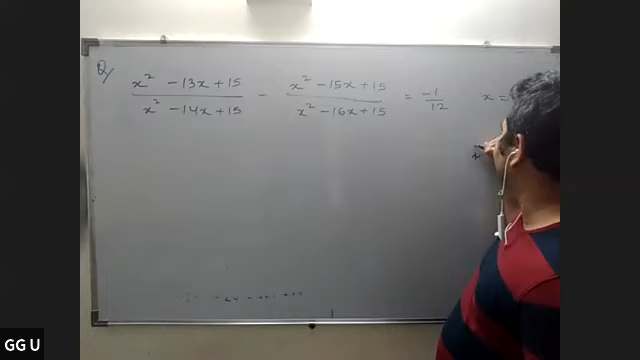 Q/ x² - 13x + 15 / x² - 14x + 15 - x² - 15x + 15 / x² - 16x + 15 = -1/12 x =
GG U